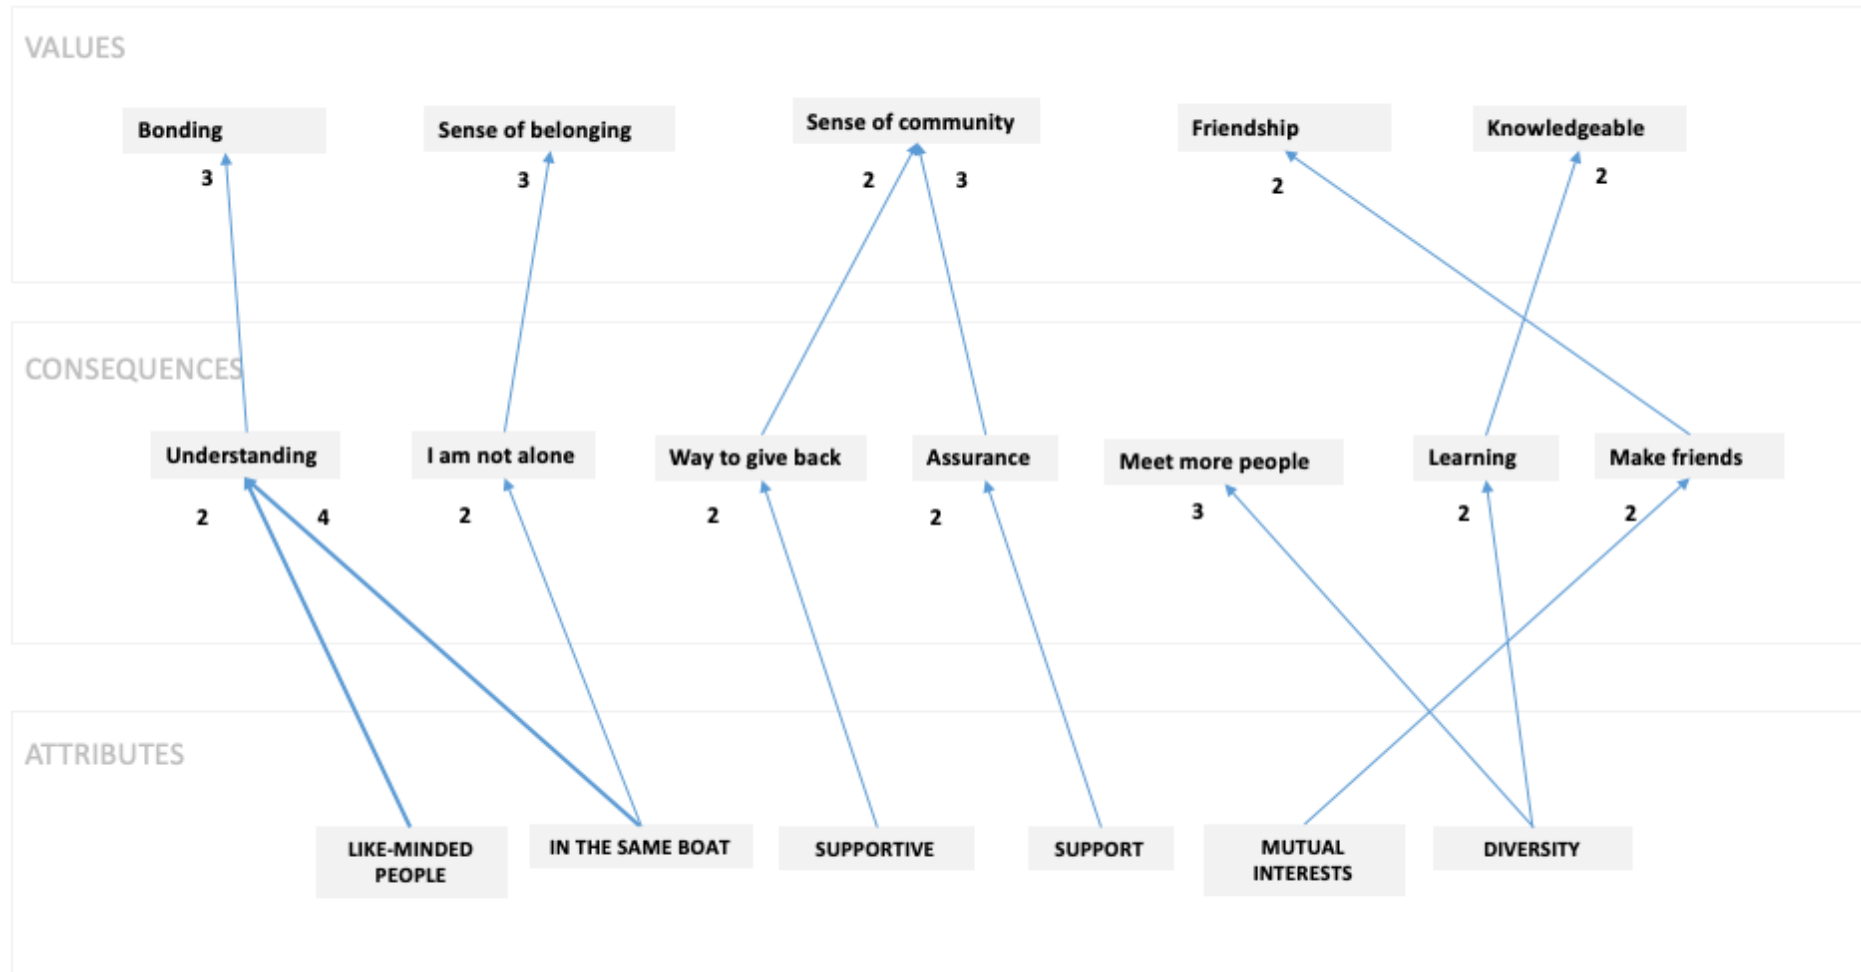 VALUES
Bonding
Sense of belonging
Sense of community
Friendship
Knowledgeable
3
3
2
3
2
2
CONSEQUENCES
Understanding
I am not alone
Way to give back
Assurance
Meet more people
Learning
Make friends
2
4
2
2
2
3
2
2
ATTRIBUTES
LIKE-MINDED
PEOPLE
IN THE SAME BOAT
SUPPORTIVE
SUPPORT
MUTUAL
INTERESTS
DIVERSITY